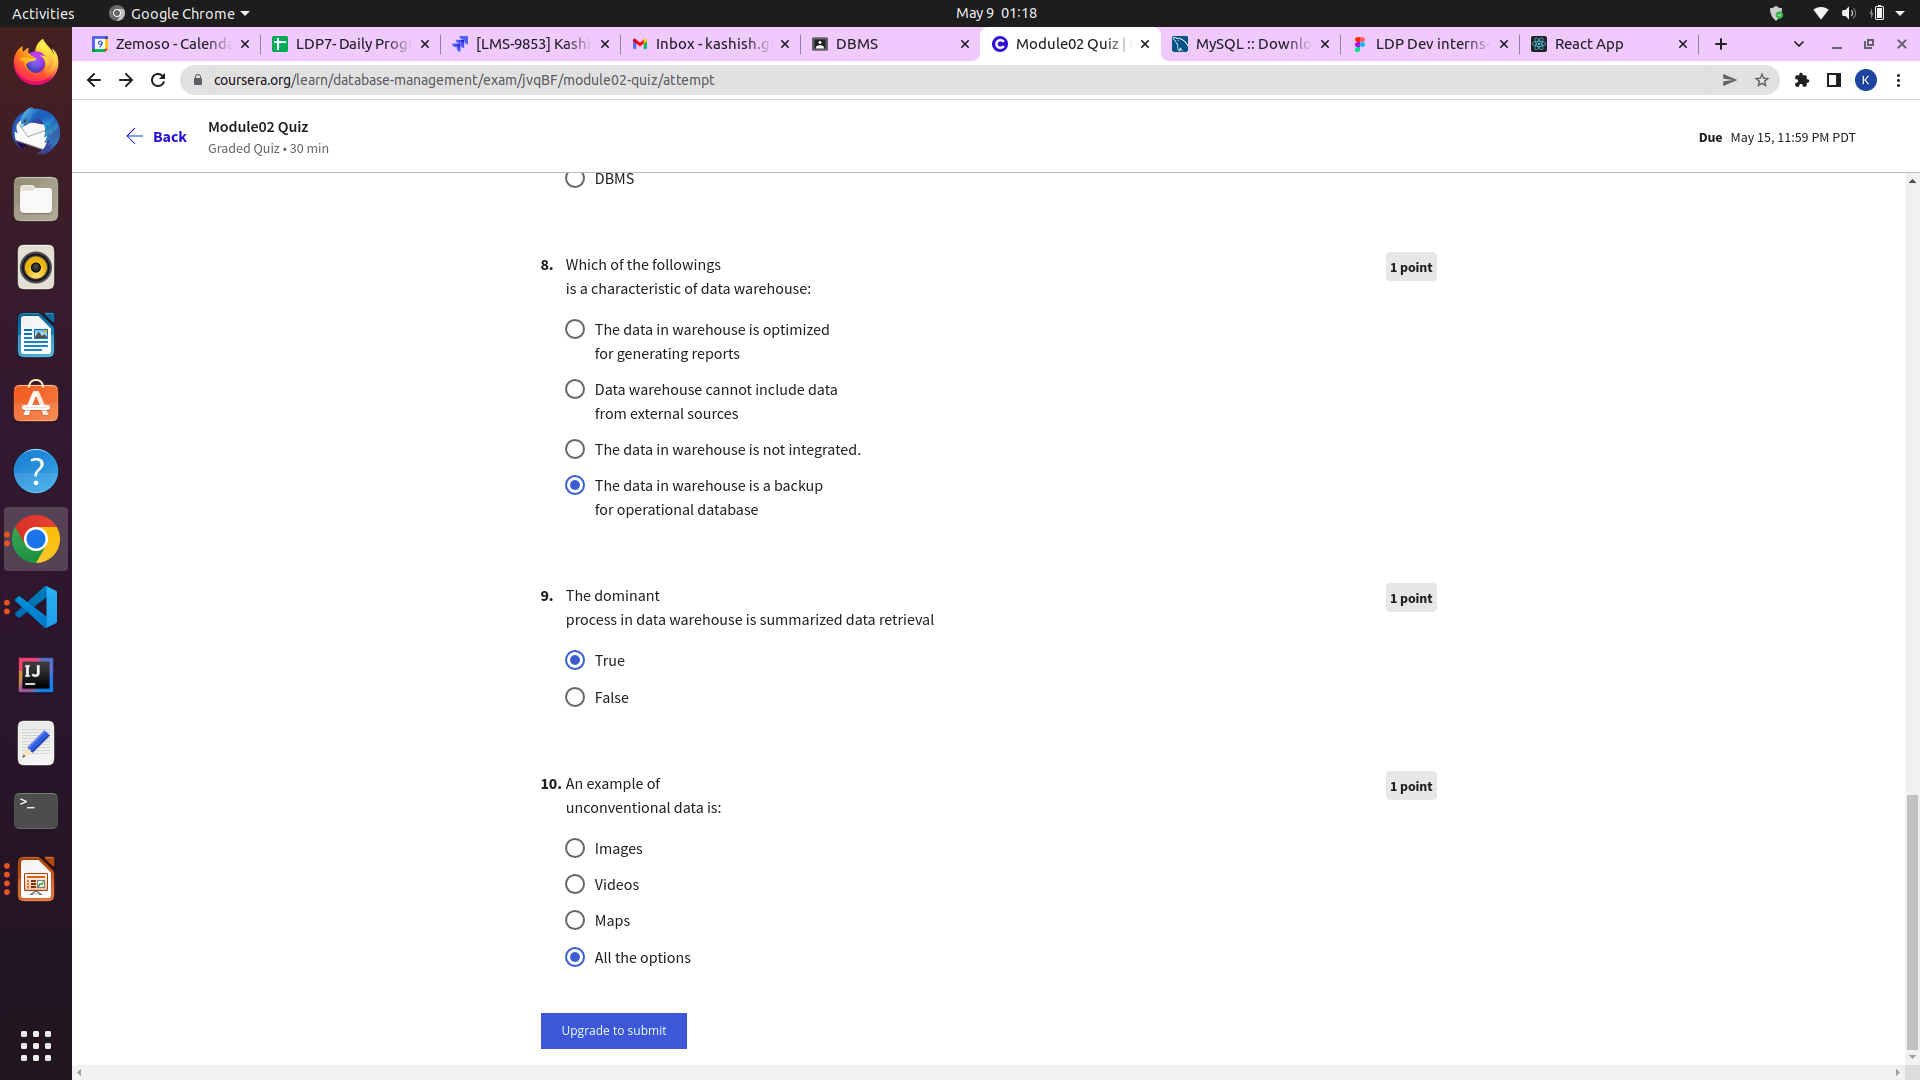 Activities
Google Chrome
May 9 01:18
Zemoso - Calenda
LDP7- Daily Progr
[LMS-9853] Kashi
Inbox - kashish.g
DBMS
Module02 Quiz |
MySQL :: Downlo
LDP Dev interns-
React App
coursera.org/learn/database-management/exam/jvqBF/module02-quiz/attempt
K
Back
Module02 Quiz
Graded Quiz • 30 min
Due May 15, 11:59 PM PDT
DBMS
8. Which of the followings
is a characteristic of data warehouse:
1 point
The data in warehouse is optimized
for generating reports
Data warehouse cannot include data
from external sources
The data in warehouse is not integrated.
The data in warehouse is a backup
for operational database
9. The dominant
process in data warehouse is summarized data retrieval
1 point
True
False
10. An example of
unconventional data is:
1 point
Images
Videos
Maps
All the options
Upgrade to submit